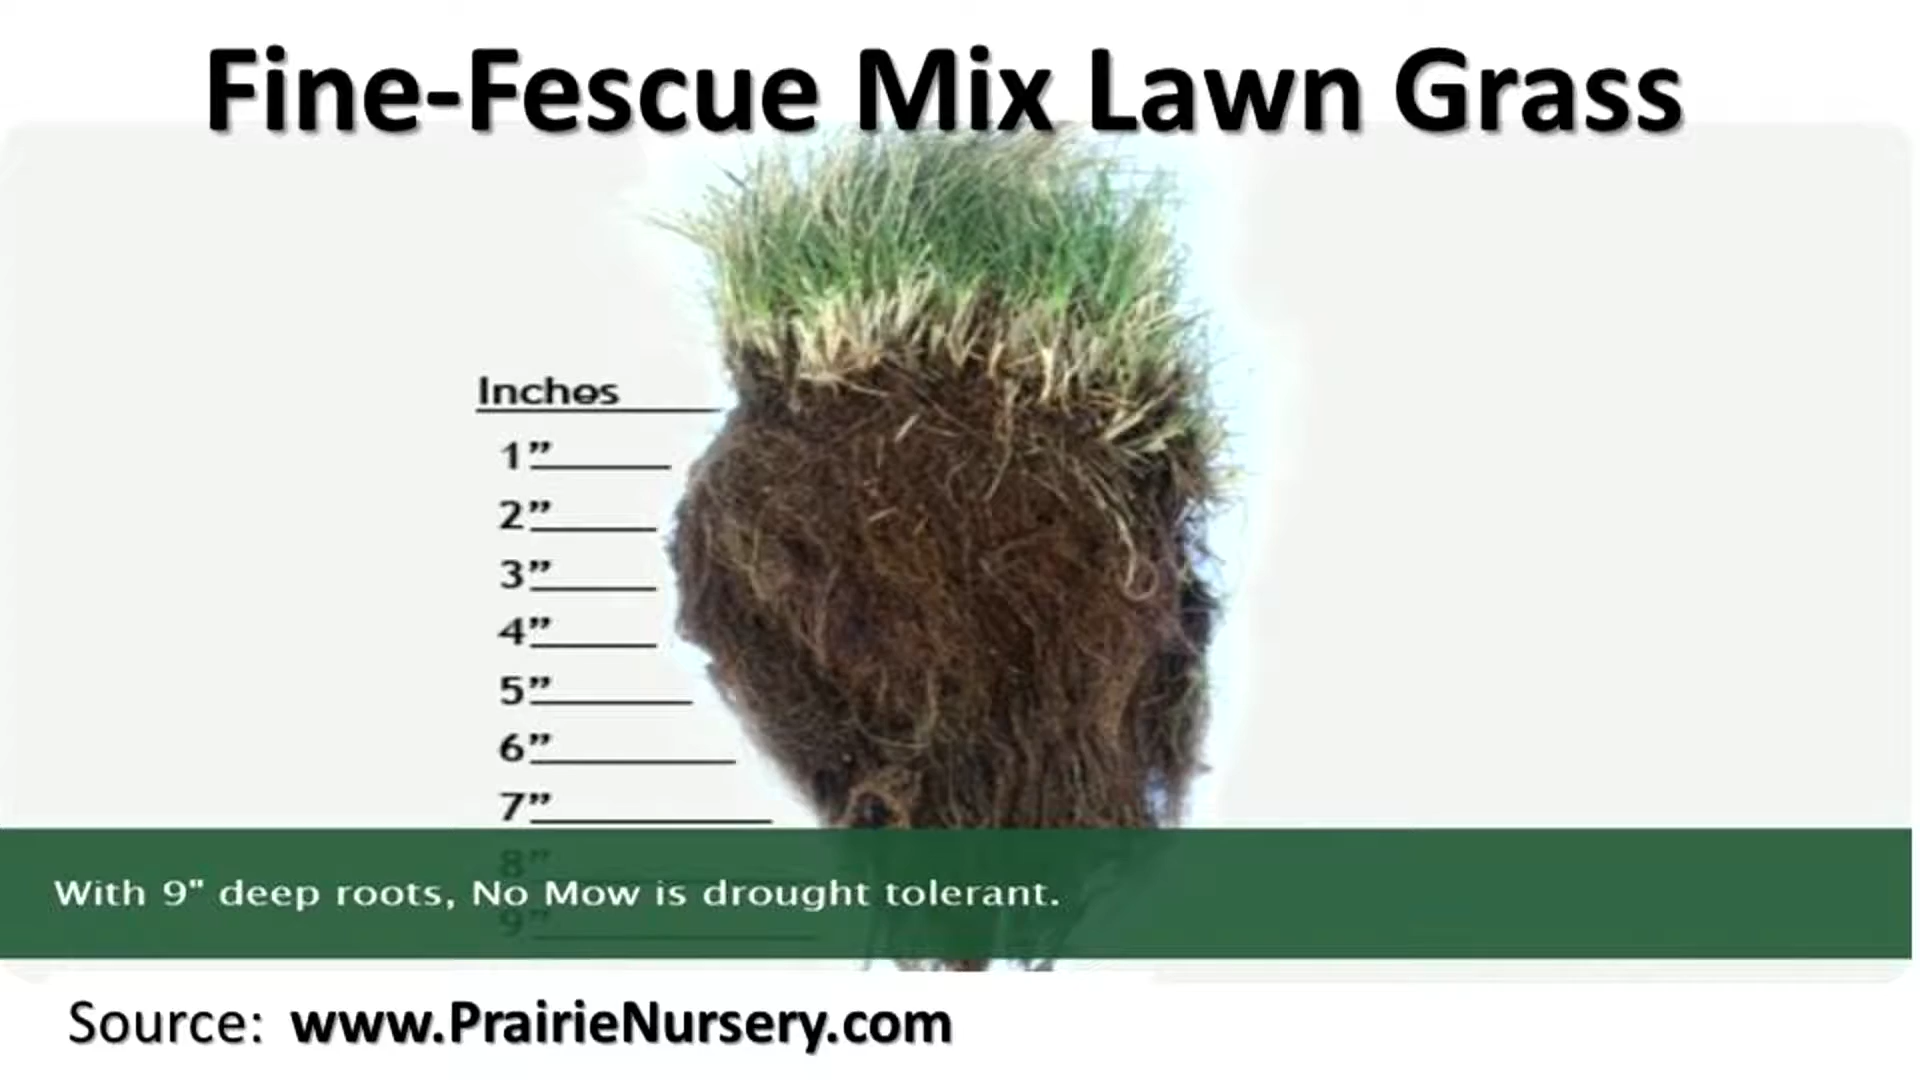 Fine-Fescue Mix Lawn Grass
Inches
1”
2”
3”
4”
5”
6”
7”
8”
With 9" deep roots, No Mow is drought tolerant.
9”
Source: www.PrairieNursery.com